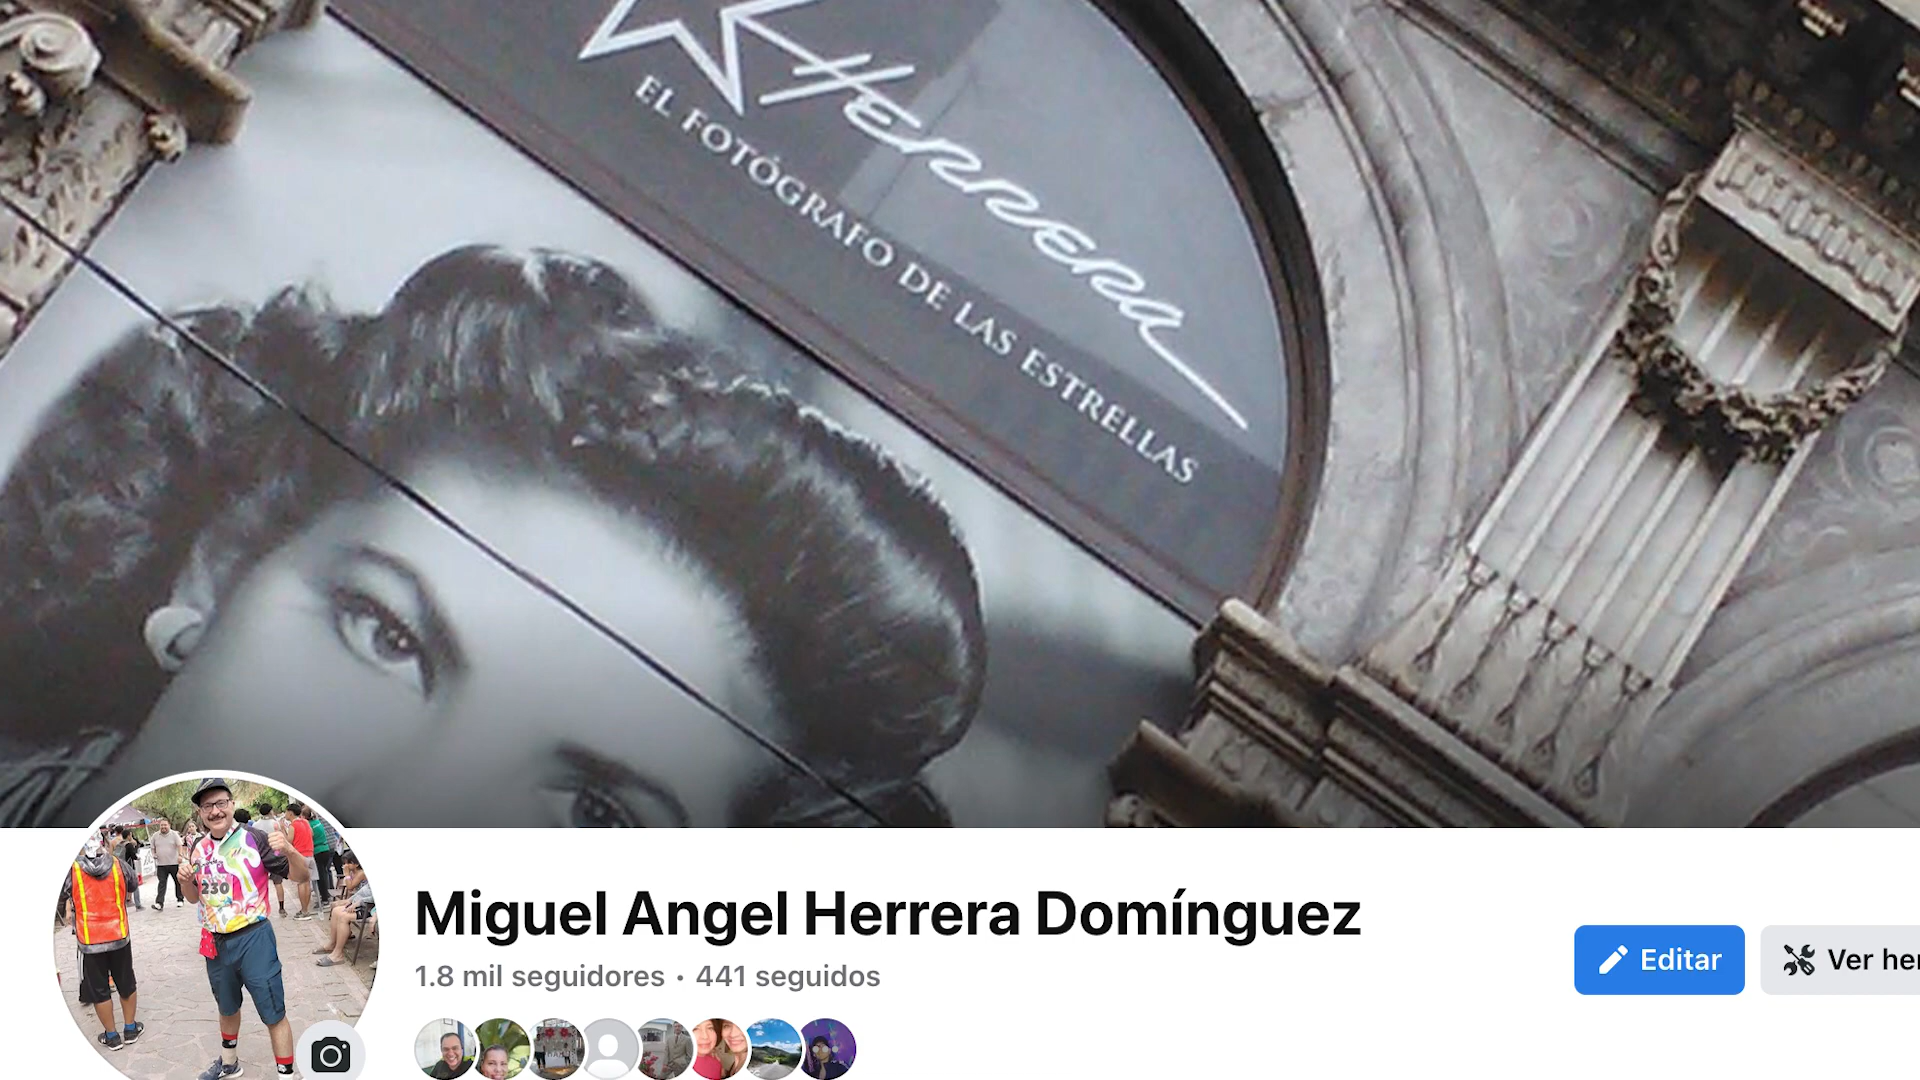 HERRERA
EL FOTÓGRAFO DE LAS ESTRELLAS
230
Miguel Angel Herrera Domínguez
1.8 mil seguidores · 441 seguidos
Editar
Ver her